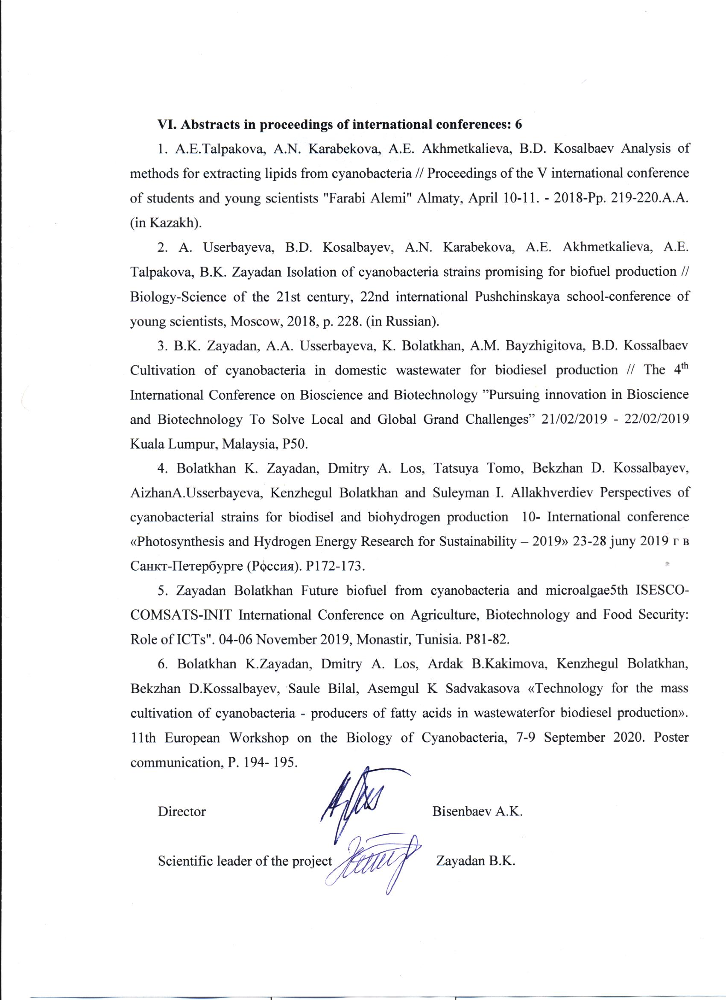 VI. Abstracts in proceedings of international conferences: 6
1. A.E.Talpakova, A.N. Karabekova, A.E. Akhmetkalieva, B.D. Kosalbaev Analysis of
methods for extracting lipids from cyanobacteria // Proceedings of the V international conference
of students and young scientists "Farabi Alemi" Almaty, April 10-11. - 2018-Pp. 219-220.A.A.
(in Kazakh).
2. A. Userbayeva, B.D. Kosalbayev, A.N. Karabekova, A.E. Akhmetkalieva, A.E.
Talpakova, B.K. Zayadan Isolation of cyanobacteria strains promising for biofuel production //
Biology-Science of the 21st century, 22nd international Pushchinskaya school-conference of
young scientists, Moscow, 2018, p. 228. (in Russian).
3. B.K. Zayadan, A.A. Usserbayeva, K. Bolatkhan, A.M. Bayzhigitova, B.D. Kossalbaev
Cultivation of cyanobacteria in domestic wastewater for biodiesel production // The 4th
International Conference on Bioscience and Biotechnology ”Pursuing innovation in Bioscience
and Biotechnology To Solve Local and Global Grand Challenges” 21/02/2019 - 22/02/2019
Kuala Lumpur, Malaysia, P50.
4. Bolatkhan K. Zayadan, Dmitry A. Los, Tatsuya Tomo, Bekzhan D. Kossalbayev,
AizhanA.Usserbayeva, Kenzhegul Bolatkhan and Suleyman I. Allakhverdiev Perspectives of
cyanobacterial strains for biodisel and biohydrogen production 10- International conference
«Photosynthesis and Hydrogen Energy Research for Sustainability – 2019» 23-28 juny 2019 г в
Санкт-Петербурге (Россия). P172-173.
5. Zayadan Bolatkhan Future biofuel from cyanobacteria and microalgae5th ISESCO-
COMSATS-INIT International Conference on Agriculture, Biotechnology and Food Security:
Role of ICTs". 04-06 November 2019, Monastir, Tunisia. P81-82.
6. Bolatkhan K.Zayadan, Dmitry A. Los, Ardak B.Kakimova, Kenzhegul Bolatkhan,
Bekzhan D.Kossalbayev, Saule Bilal, Asemgul K Sadvakasova «Technology for the mass
cultivation of cyanobacteria - producers of fatty acids in wastewaterfor biodiesel production».
11th European Workshop on the Biology of Cyanobacteria, 7-9 September 2020. Poster
communication, P. 194- 195.
Director Bisenbaev A.K.
Scientific leader of the project Zayadan B.K.